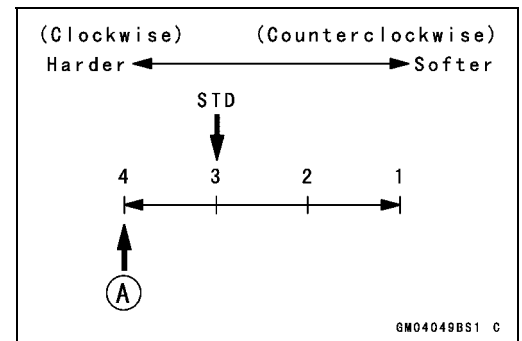 (Clockwise) (Counterclockwise)
Harder Softer
STD
4 3 2 1
A
GM04049BS1 C